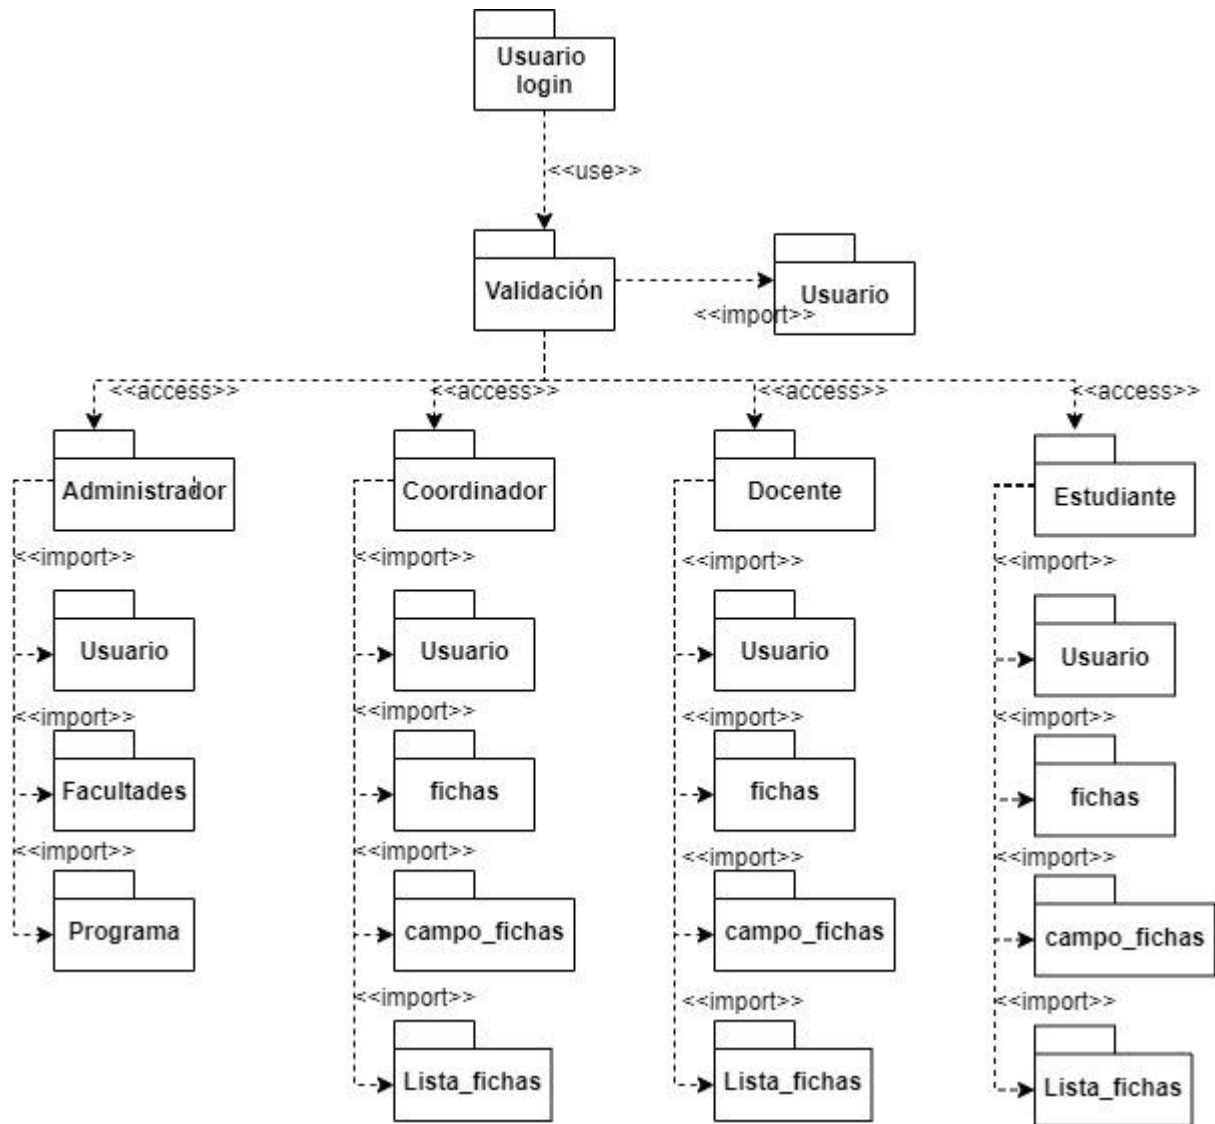 Usuario
login
<<use>>
Validación
Usuario
<<import>>
<<access>>
<<access>>
<<access>>
<<access>>
Administrador
Coordinador
Docente
Estudiante
<<import>>
<<import>>
<<import>>
<<import>>
Usuario
Usuario
Usuario
Usuario
<<import>>
<<import>>
<<import>>
<<import>>
Facultades
fichas
fichas
fichas
<<import>>
<<import>>
<<import>>
<<import>>
Programa
campo_fichas
campo_fichas
campo_fichas
<<import>>
<<import>>
<<import>>
Lista_fichas
Lista_fichas
Lista_fichas